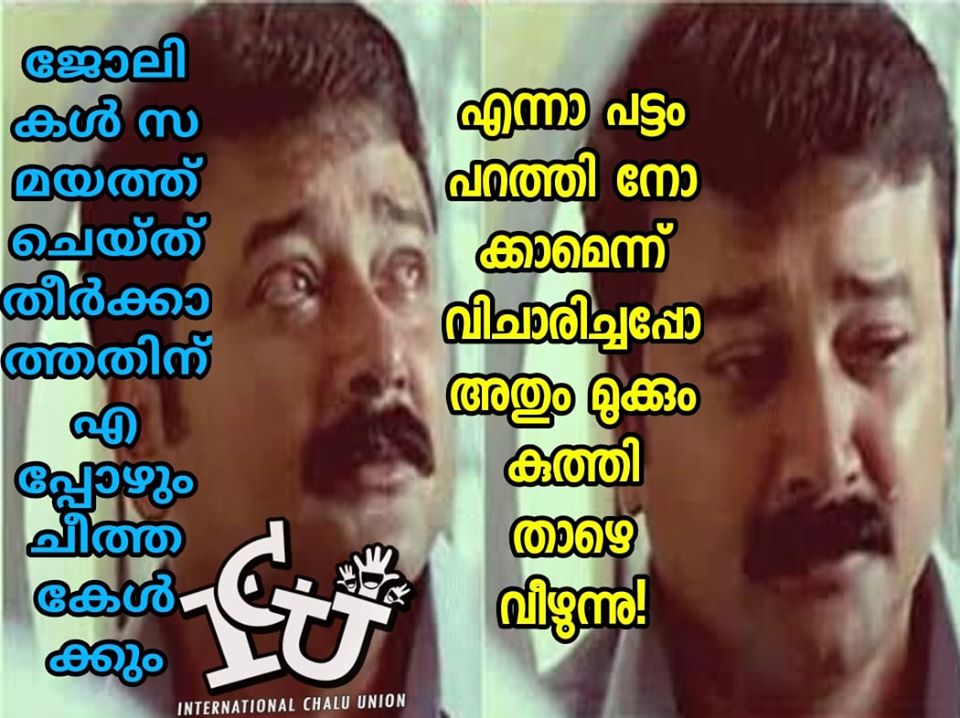 ജോലി
കൾ സ
മയത്ത്
ചെയ്ത്
തീർക്കാ
ത്തതിന്
എ
പ്പോഴും
ചീത്ത
കേൾ
ക്കും
എന്നാ പട്ടം
പറത്തി നോ
ക്കാമെന്ന്
വിചാരിച്ചപ്പോ
അതും മുക്കും
കുത്തി
താഴെ
വീഴുന്നു!
ICU
INTERNATIONAL CHALU UNION